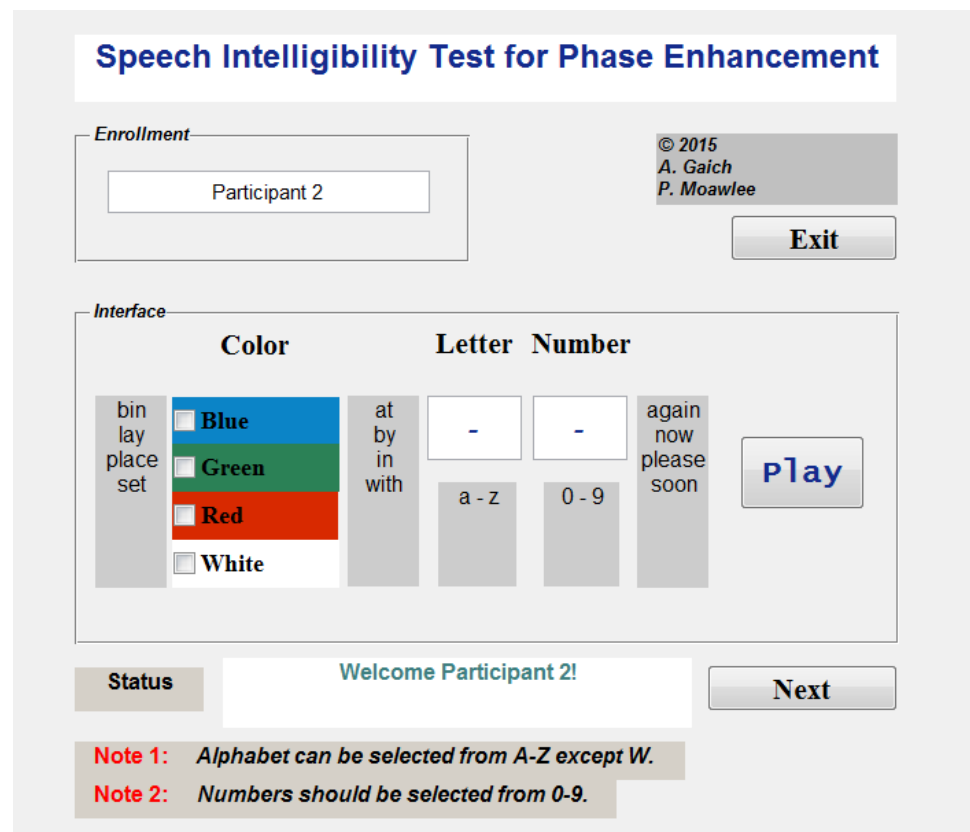 Speech Intelligibility Test for Phase Enhancement
Enrollment
Participant 2
© 2015
A. Gaich
P. Moawlee
Exit
Interface
Color
Letter
Number
bin
lay
place
set
Blue
Green
Red
White
at
by
in
with
-
a - z
-
0 - 9
again
now
please
soon
Play
Status
Welcome Participant 2!
Next
Note 1: Alphabet can be selected from A-Z except W.
Note 2: Numbers should be selected from 0-9.